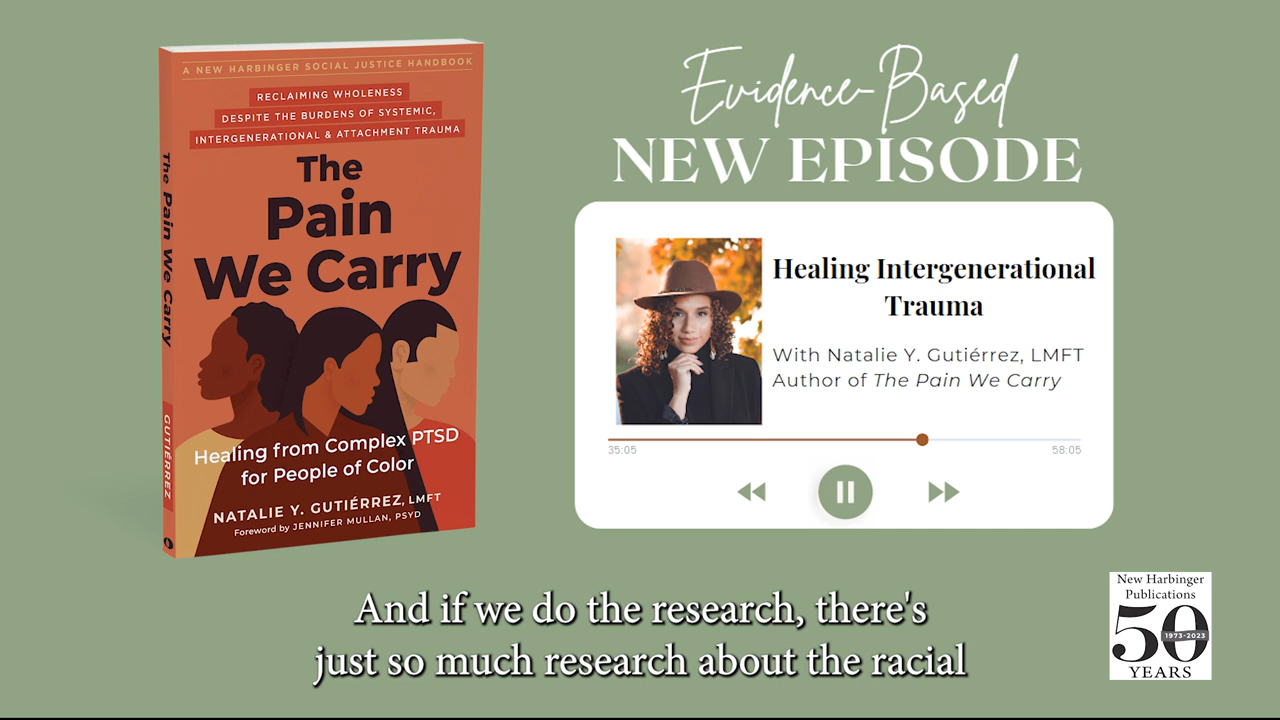 A NEW HARBINGER SOCIAL JUSTICE HANDBOOK
RECLAIMING WHOLENESS
DESPITE THE BURDENS OF SYSTEMIC,
INTERGENERATIONAL & ATTACHMENT TRAUMA
The
Pain
We Carry
Healing from Complex PTSD
for People of Color
NATALIE Y. GUTIÉRREZ, LMFT
Foreword by JENNIFER MULLAN, PSYD
The Pain We Carry
GUTIÉRREZ
Evidence-Based
NEW EPISODE
Healing Intergenerational
Trauma
With Natalie Y. Gutiérrez, LMFT
Author of The Pain We Carry
35:05
58:05
And if we do the research, there's
just so much research about the racial
New Harbinger
Publications
50
1973-2023
YEARS